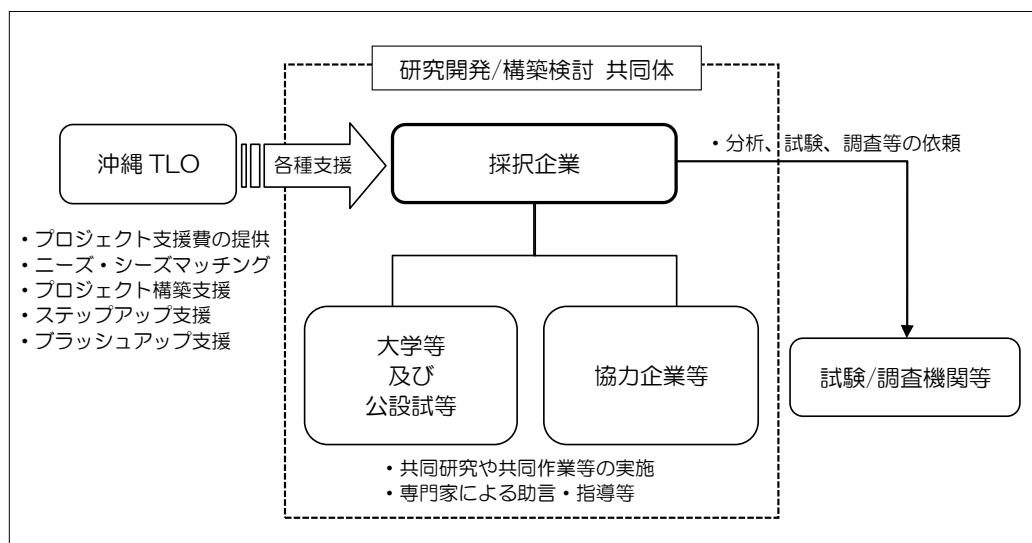 研究開発/構築検討 共同体
沖縄 TLO
各種支援
採択企業
・分析、試験、調査等の依頼
・プロジェクト支援費の提供
・ニーズ・シーズマッチング
・プロジェクト構築支援
・ステップアップ支援
・ブラッシュアップ支援
大学等
及び
公設試等
協力企業等
試験/調査機関等
・共同研究や共同作業等の実施
・専門家による助言・指導等